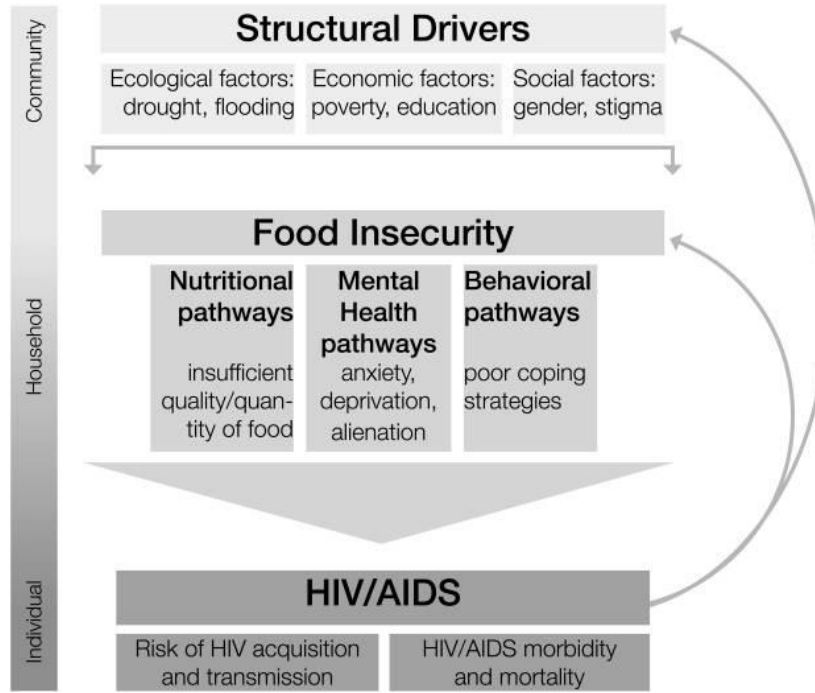 Community
Structural Drivers
Ecological factors:
drought, flooding
Economic factors:
poverty, education
Social factors:
gender, stigma
Household
Food Insecurity
Nutritional
pathways
insufficient
quality/quan-
tity of food
Mental
Health
pathways
anxiety,
deprivation,
alienation
Behavioral
pathways
poor coping
strategies
Individual
HIV/AIDS
Risk of HIV acquisition
and transmission
HIV/AIDS morbidity
and mortality